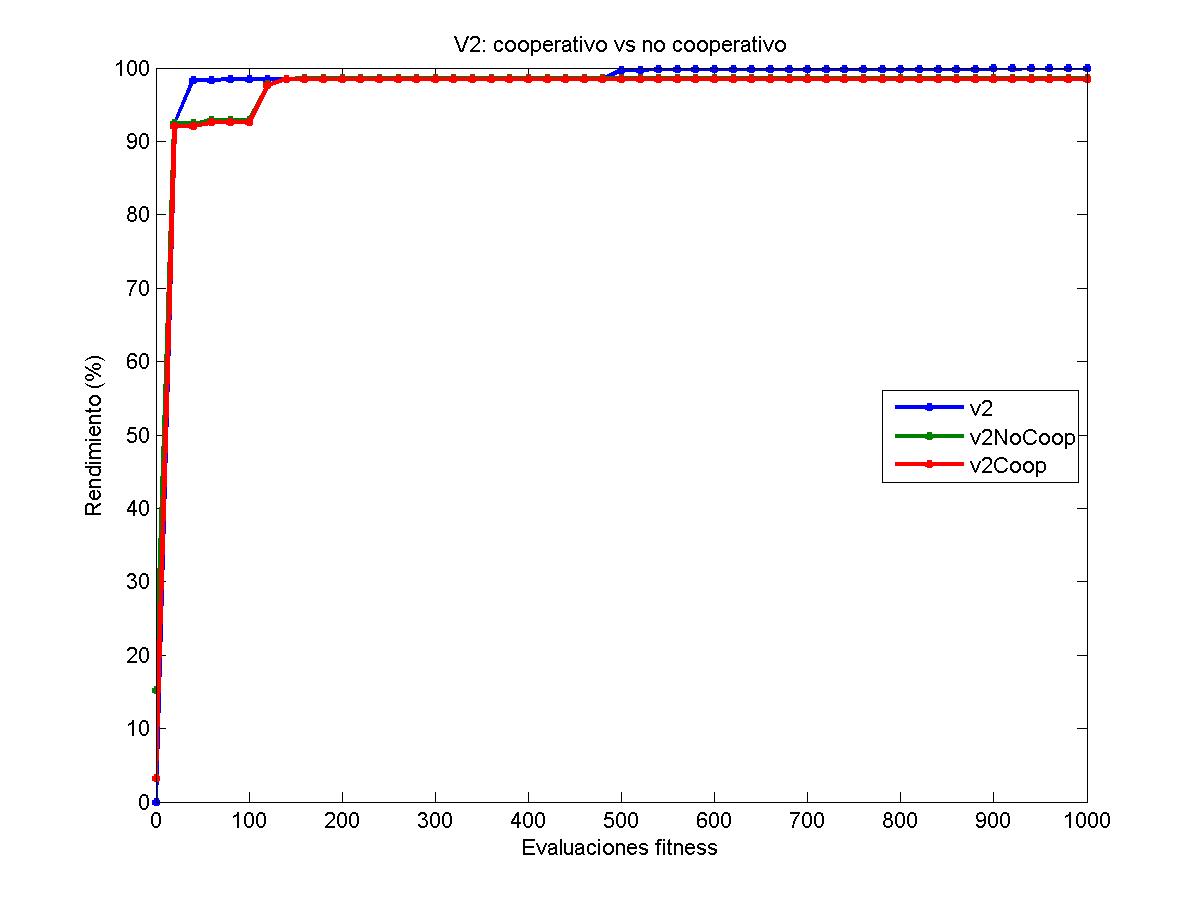 V2: cooperativo vs no cooperativo
100
90
80
70
60
50
40
30
20
10
0
Rendimiento (%)
v2
v2NoCoop
v2Coop
0 100 200 300 400 500 600 700 800 900 1000
Evaluaciones fitness